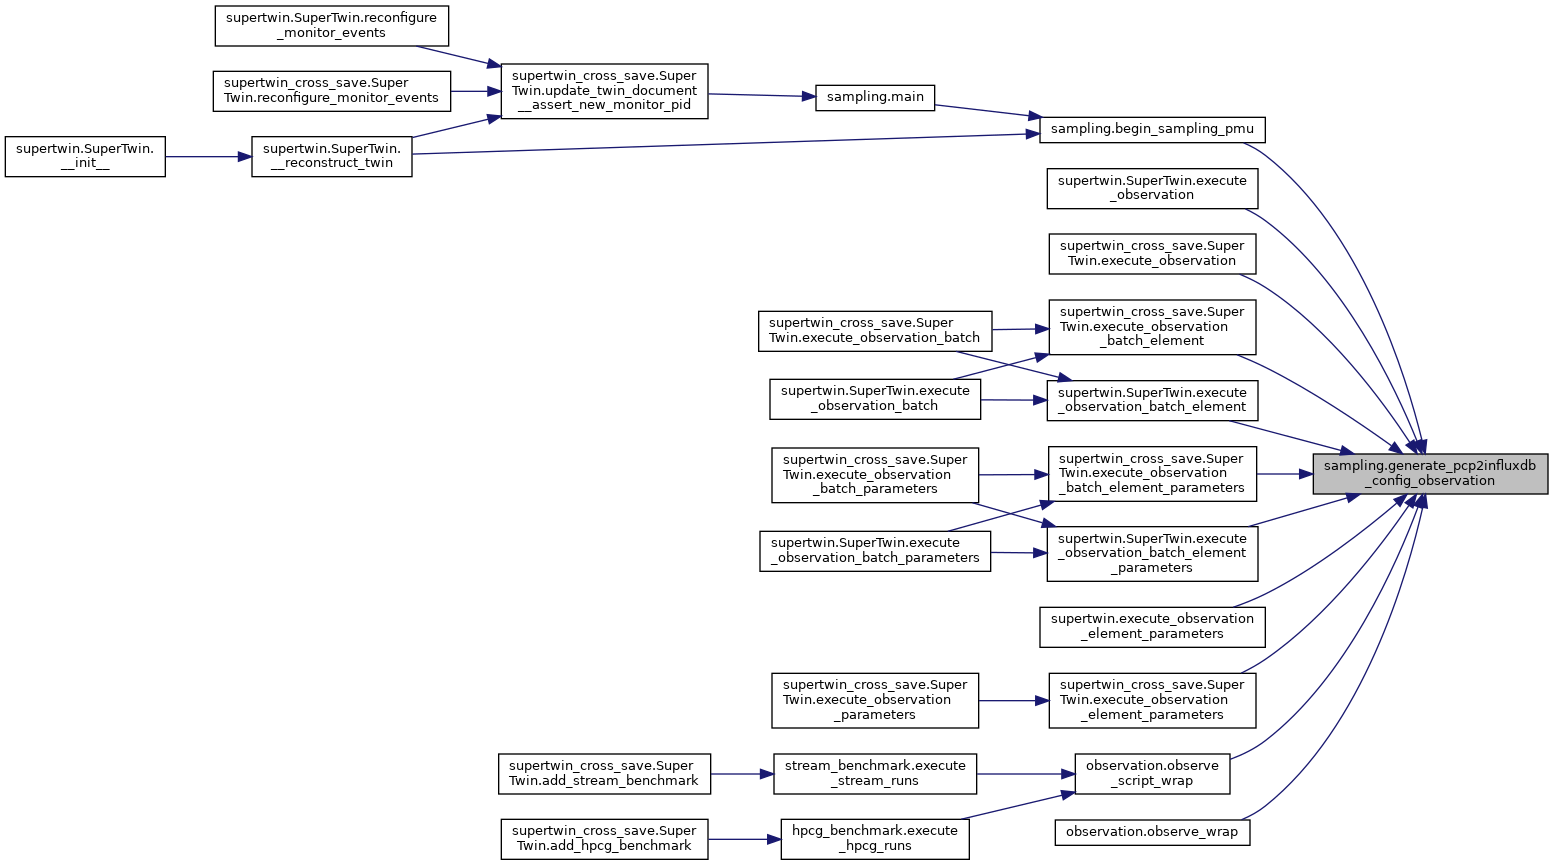 supertwin.SuperTwin.reconfigure
_monitor_events
supertwin_cross_save.Super
Twin.reconfigure_monitor_events
supertwin.SuperTwin.
__init__
supertwin.SuperTwin.
__reconstruct_twin
supertwin_cross_save.Super
Twin.update_twin_document
__assert_new_monitor_pid
sampling.main
sampling.begin_sampling_pmu
supertwin.SuperTwin.execute
_observation
supertwin_cross_save.Super
Twin.execute_observation
supertwin_cross_save.Super
Twin.execute_observation
_batch_element
supertwin_cross_save.Super
Twin.execute_observation_batch
supertwin.SuperTwin.execute
_observation_batch
supertwin.SuperTwin.execute
_observation_batch_element
supertwin_cross_save.Super
Twin.execute_observation
_batch_parameters
supertwin_cross_save.Super
Twin.execute_observation
_batch_element_parameters
sampling.generate_pcp2influxdb
_config_observation
supertwin.SuperTwin.execute
_observation_batch_parameters
supertwin.SuperTwin.execute
_observation_batch_element
_parameters
supertwin.execute_observation
_element_parameters
supertwin_cross_save.Super
Twin.execute_observation
_parameters
supertwin_cross_save.Super
Twin.execute_observation
_element_parameters
supertwin_cross_save.Super
Twin.add_stream_benchmark
stream_benchmark.execute
_stream_runs
observation.observe
_script_wrap
supertwin_cross_save.Super
Twin.add_hpcg_benchmark
hpcg_benchmark.execute
_hpcg_runs
observation.observe_wrap